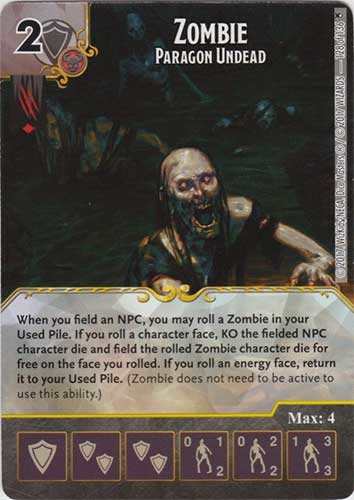 2
ZOMBIE
PARAGON UNDEAD
When you field an NPC, you may roll a Zombie in your
Used Pile. If you roll a character face, KO the fielded NPC
character die and field the rolled Zombie character die for
free on the face you rolled. If you roll an energy face, return
it to your Used Pile. (Zombie does not need to be active to
use this ability.)
Max: 4
0 1 2
0 2 2
1 3 3